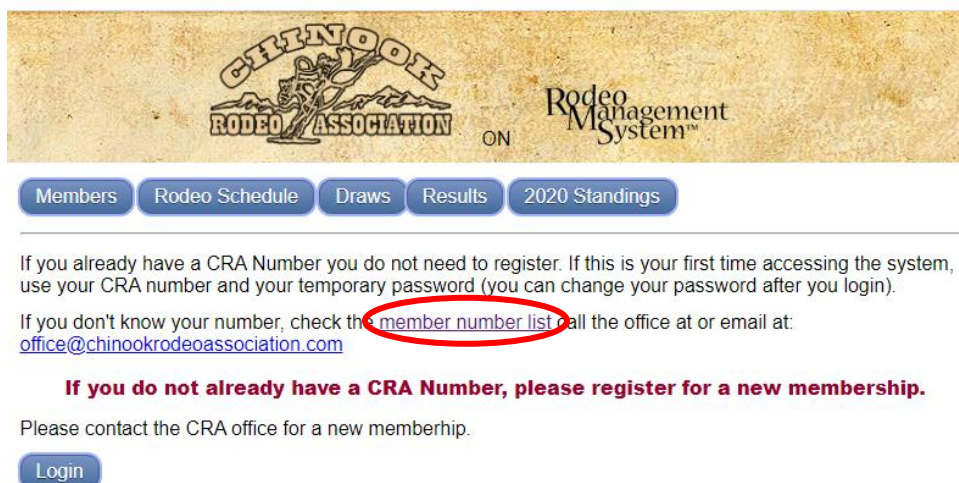 CHINOOK
RODEO ASSOCIATION
ON
Rodeo
Management
System™
Members Rodeo Schedule Draws Results 2020 Standings
If you already have a CRA Number you do not need to register. If this is your first time accessing the system,
use your CRA number and your temporary password (you can change your password after you login).
If you don't know your number, check the member number list call the office at or email at:
office@chinookrodeoassociation.com
If you do not already have a CRA Number, please register for a new membership.
Please contact the CRA office for a new memberhip.
Login